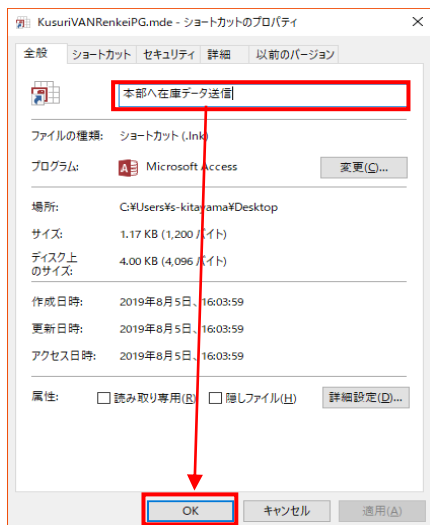 KusuriVANRenkeiPG.mde - ショートカットのプロパティ
全般 ショートカット セキュリティ 詳細 以前のバージョン
本部へ在庫データ送信
ファイルの種類: ショートカット (.lnk)
プログラム: Microsoft Access 変更(C)...
場所: C:¥Users¥s-kitayama¥Desktop
サイズ: 1.17 KB (1,200 バイト)
ディスク上
のサイズ: 4.00 KB (4,096 バイト)
作成日時: 2019年8月5日、16:03:59
更新日時: 2019年8月5日、16:03:59
アクセス日時: 2019年8月5日、16:03:59
属性: 読み取り専用(R) 隠しファイル(H) 詳細設定(D)...
OK キャンセル 適用(A)